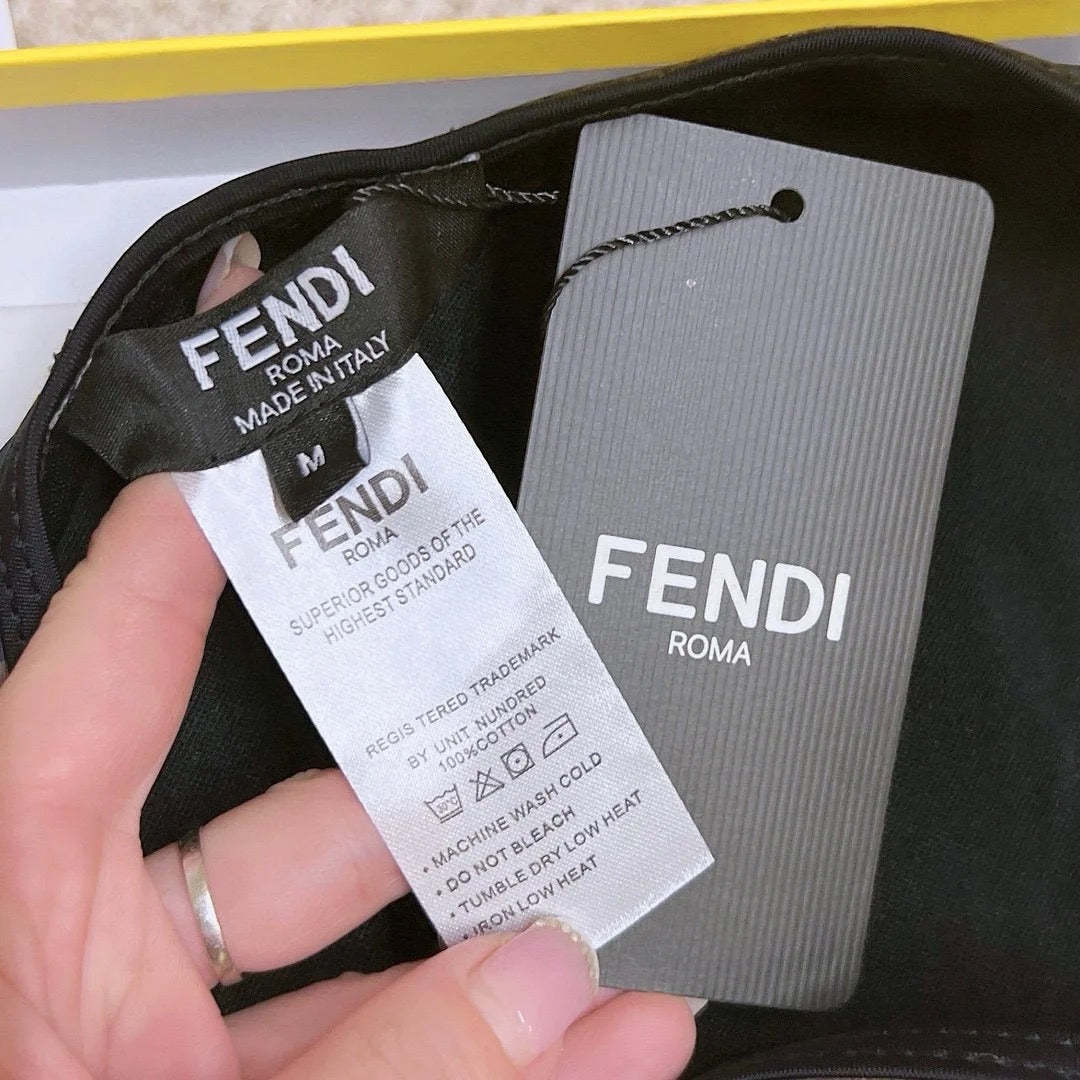 FENDI
ROMA
MADE IN ITALY
M
FENDI
ROMA
SUPERIOR GOODS OF THE
HIGHEST STANDARD
REGIS TERED TRADEMARK
BY UNIT NUNDRED
100%COTTON
30°C
• MACHINE WASH COLD
• DO NOT BLEACH
• TUMBLE DRY LOW HEAT
• IRON LOW HEAT
FENDI
ROMA